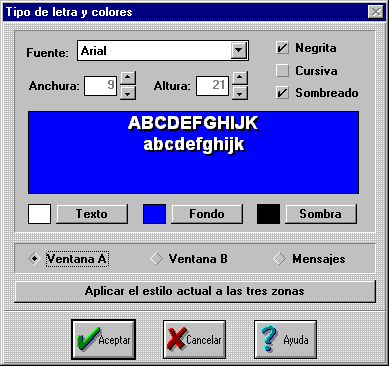 Tipo de letra y colores
Fuente: Arial
Negrita
Cursiva
Anchura: 9 Altura: 21
Sombreado
ABCDEFGHIJK
abcdefghijk
Texto Fondo Sombra
Ventana A Ventana B Mensajes
Aplicar el estilo actual a las tres zonas
Aceptar Cancelar Ayuda